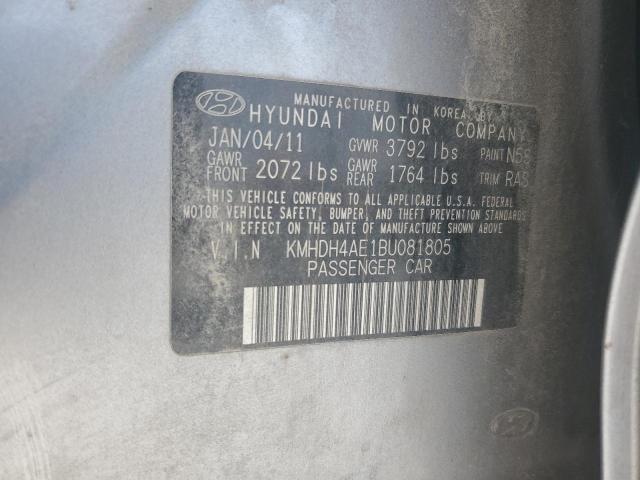 MANUFACTURED IN KOREA BY
HYUNDAI MOTOR COMPANY
JAN/04/11 GVWR 3792 lbs PAINT N5S
GAWR FRONT 2072 lbs GAWR REAR 1764 lbs TRIM RAS
THIS VEHICLE CONFORMS TO ALL APPLICABLE U.S.A. FEDERAL
MOTOR VEHICLE SAFETY, BUMPER, AND THEFT PREVENTION
STANDARDS IN EFFECT ON THE DATE OF MANUFACTURE
SHOWN ABOVE.
V.I.N KMHDH4AE1BU081805
PASSENGER CAR